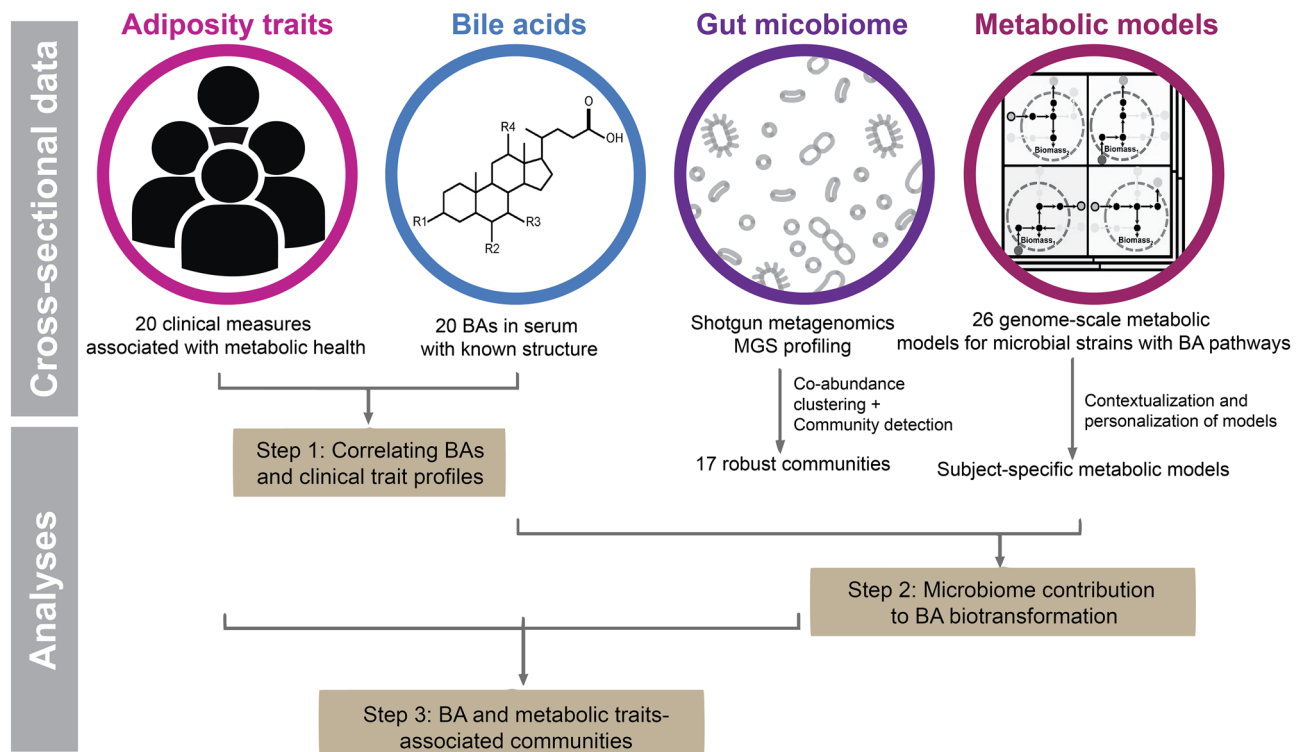 Cross-sectional data
Adiposity traits
Bile acids
Gut micobiome
Metabolic models
R4
O
OH
R1
R3
R2
Biomass2
Biomass1
Biomass3
Biomass2
20 clinical measures
associated with metabolic health
20 BAs in serum
with known structure
Shotgun metagenomics
MGS profiling
26 genome-scale metabolic
models for microbial strains with BA pathways
Co-abundance
clustering +
Community detection
Contextualization and
personalization of models
17 robust communities
Subject-specific metabolic models
Analyses
Step 1: Correlating BAs
and clinical trait profiles
Step 2: Microbiome contribution
to BA biotransformation
Step 3: BA and metabolic traits-
associated communities